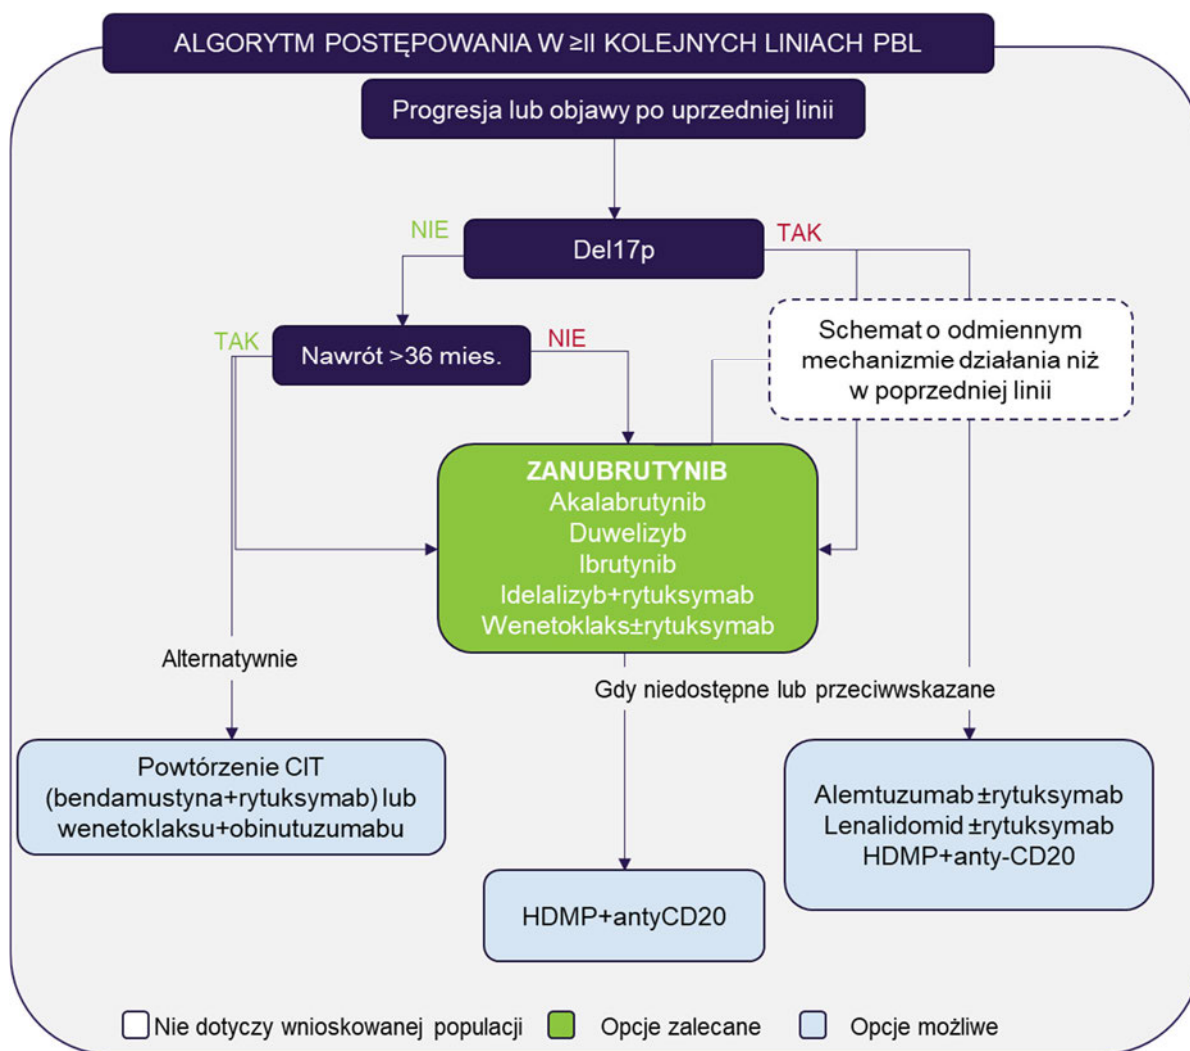 ALGORYTM POSTĘPOWANIA W ≥II KOLEJNYCH LINIACH PBL
Progresja lub objawy po uprzedniej linii
NIE
Del17p
TAK
TAK
Nawrót >36 mies.
NIE
Schemat o odmiennym
mechanizmie działania niż
w poprzedniej linii
ZANUBRUTYNIB
Akalabrutynib
Duwelizyb
Ibrutynib
Idelalizyb+rytuksymab
Wenetoklaks±rytuksymab
Alternatywnie
Gdy niedostępne lub przeciwwskazane
Powtórzenie CIT
(bendamustyna+rytuksymab) lub
wenetoklaksu+obinutuzumabu
Alemtuzumab ±rytuksymab
Lenalidomid ±rytuksymab
HDMP+anty-CD20
HDMP+antyCD20
Nie dotyczy wnioskowanej populacji
Opcje zalecane
Opcje możliwe